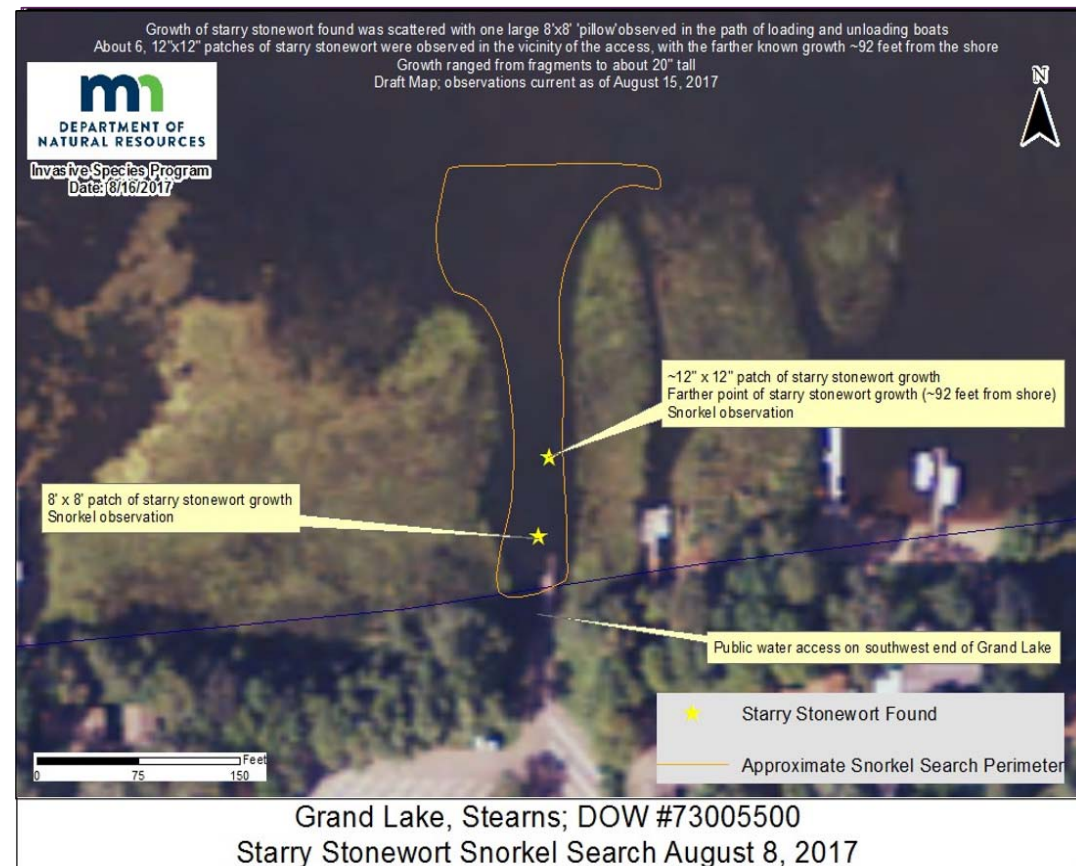 Growth of starry stonewort found was scattered with one large 8'x8' 'pillow'observed in the path of loading and unloading boats
About 6, 12"x12" patches of starry stonewort were observed in the vicinity of the access, with the farther known growth ~92 feet from the shore
Growth ranged from fragments to about 20" tall
Draft Map; observations current as of August 15, 2017
mn
DEPARTMENT OF
NATURAL RESOURCES
Invasive Species Program
Date: 8/16/2017
N
~12" x 12" patch of starry stonewort growth
Farther point of starry stonewort growth (~92 feet from shore)
Snorkel observation
8' x 8' patch of starry stonewort growth
Snorkel observation
Public water access on southwest end of Grand Lake
Starry Stonewort Found
Approximate Snorkel Search Perimeter
Feet
0 75 150
Grand Lake, Stearns; DOW #73005500
Starry Stonewort Snorkel Search August 8, 2017